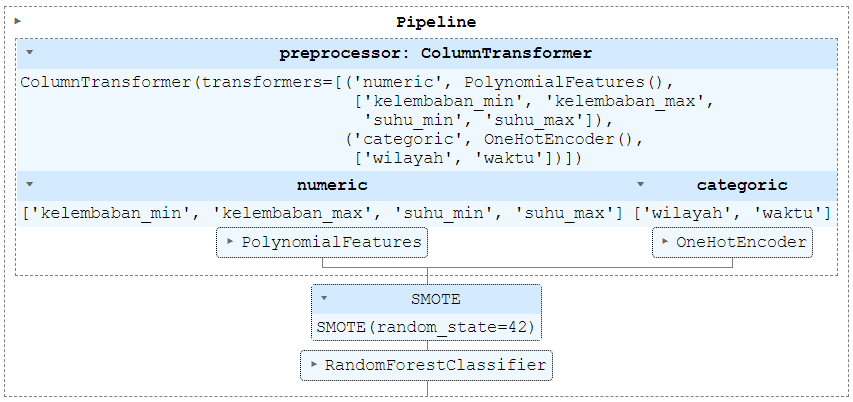 Pipeline
preprocessor: ColumnTransformer
ColumnTransformer(transformers=[('numeric', PolynomialFeatures(),
['kelembaban_min', 'kelembaban_max',
'suhu_min', 'suhu_max']),
('categoric', OneHotEncoder(),
['wilayah', 'waktu'])])
numeric
categoric
['kelembaban_min', 'kelembaban_max', 'suhu_min', 'suhu_max']
['wilayah', 'waktu']
PolynomialFeatures
OneHotEncoder
SMOTE
SMOTE(random_state=42)
RandomForestClassifier